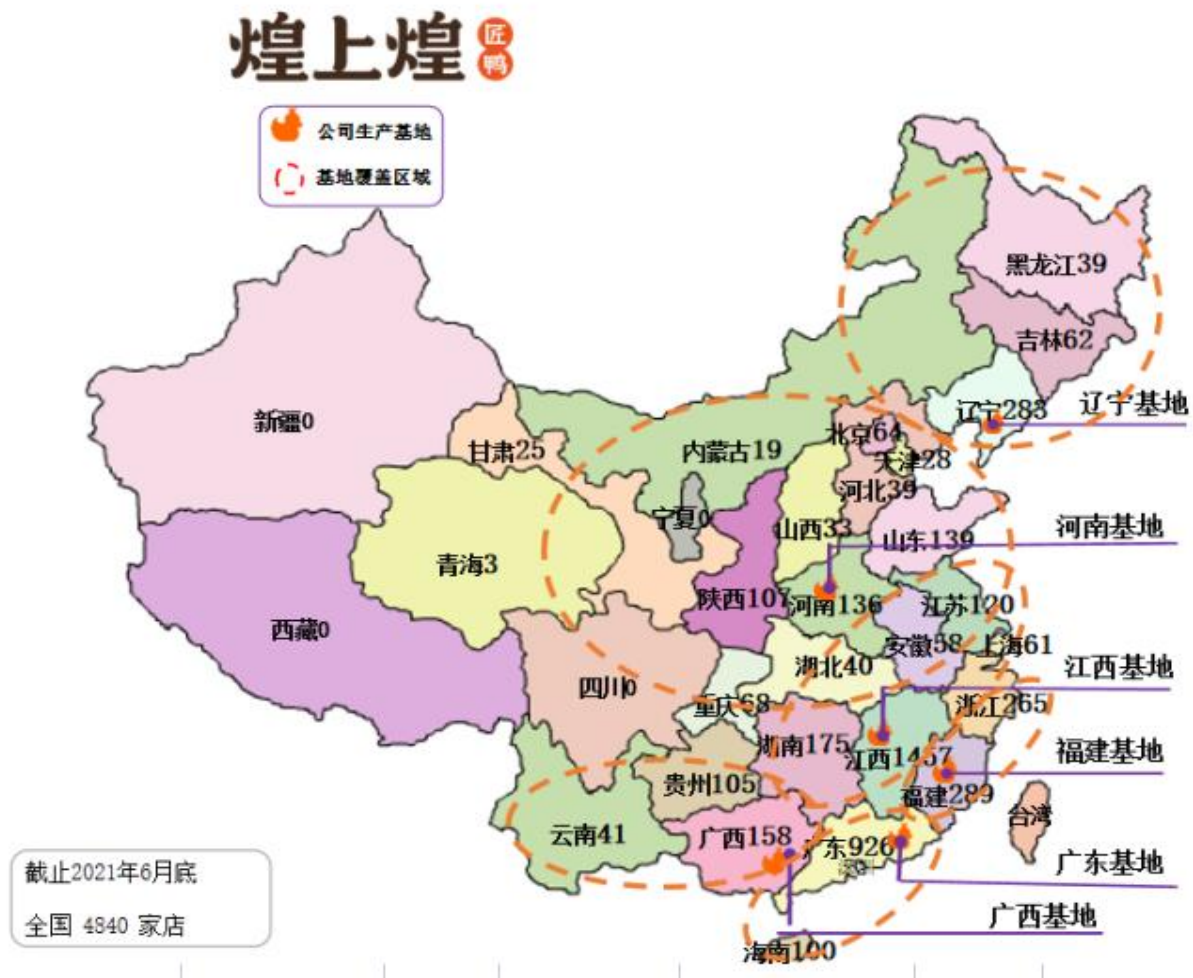 煌上煌 匠鸭
公司生产基地
基地覆盖区域
黑龙江39
吉林62
辽宁283
辽宁基地
新疆0
甘肃25
内蒙古19
北京64
天津28
河北39
宁夏0
山西33
山东139
河南基地
青海3
陕西107
河南136
江苏120
西藏0
安徽58
上海61
湖北40
江西基地
四川0
重庆68
浙江265
湖南175
江西1457
福建基地
贵州105
福建289
台湾
云南41
广西158
广东926
广东基地
广西基地
海南100
截止2021年6月底
全国 4840 家店